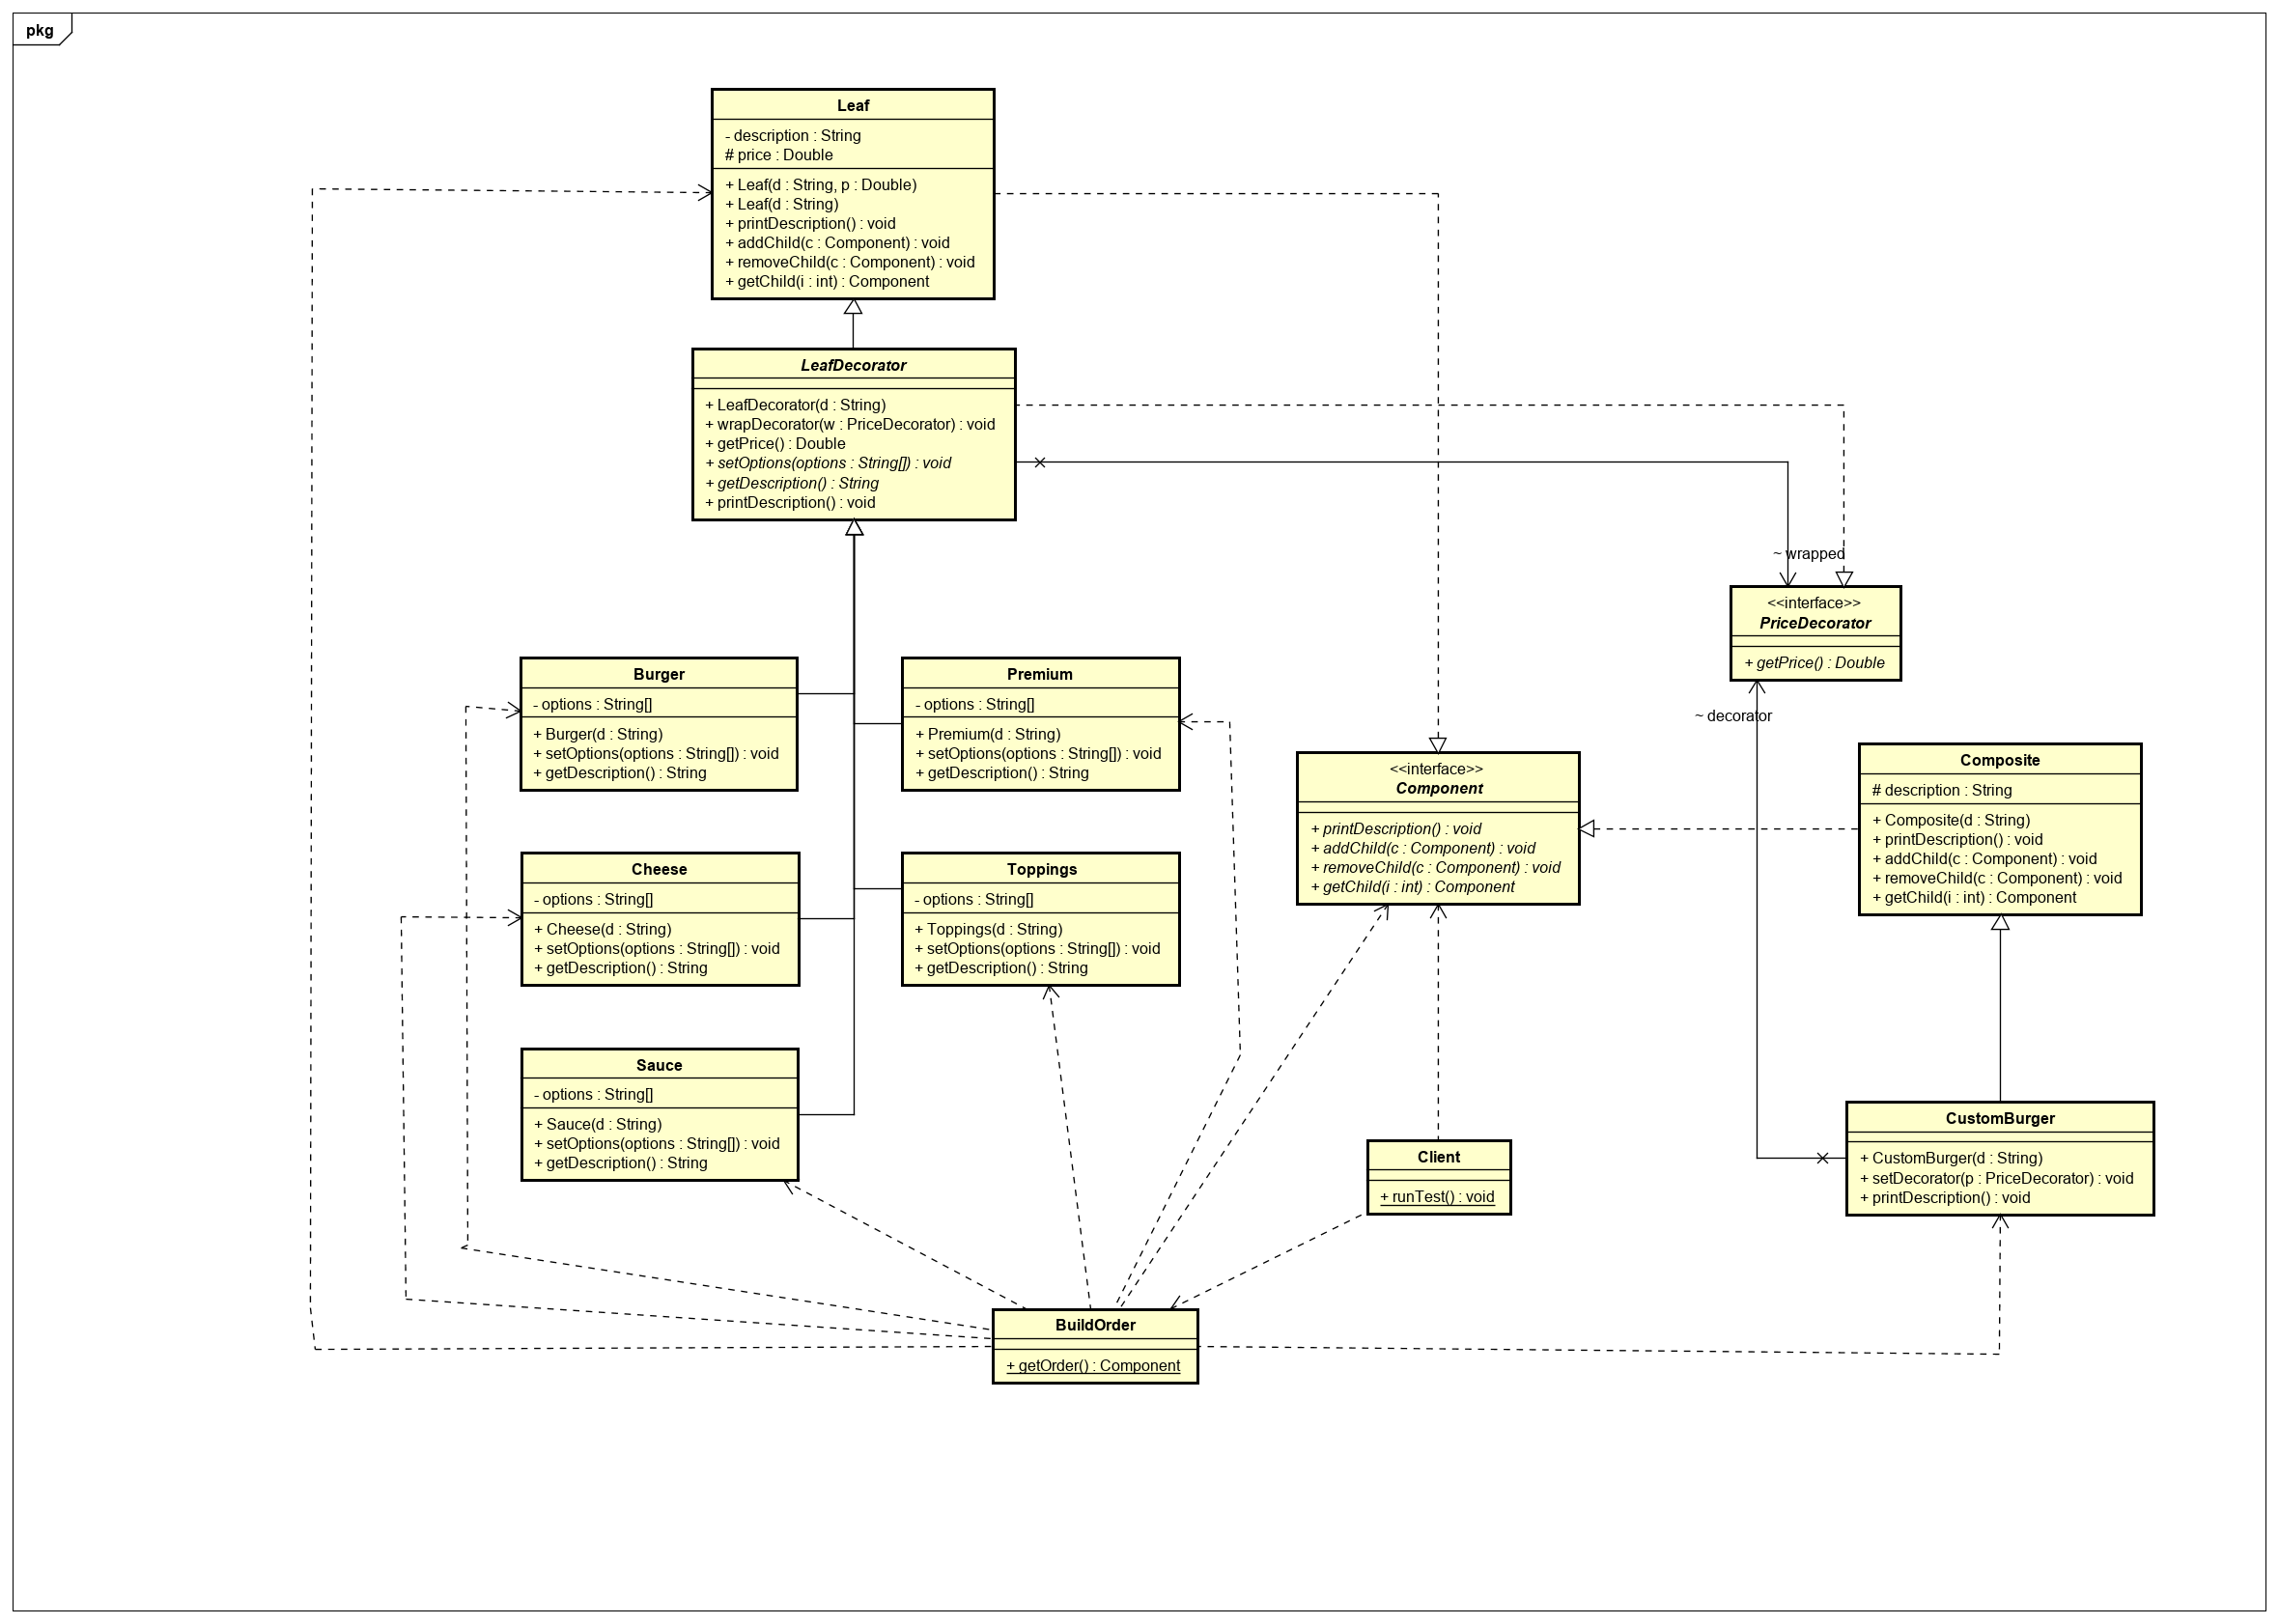 pkg
Leaf
- description : String
# price : Double
+ Leaf(d : String, p : Double)
+ Leaf(d : String)
+ printDescription() : void
+ addChild(c : Component) : void
+ removeChild(c : Component) : void
+ getChild(i : int) : Component
LeafDecorator
+ LeafDecorator(d : String)
+ wrapDecorator(w : PriceDecorator) : void
+ getPrice() : Double
+ setOptions(options : String[]) : void
+ getDescription() : String
+ printDescription() : void
~ wrapped
<<interface>>
PriceDecorator
+ getPrice() : Double
~ decorator
Burger
- options : String[]
+ Burger(d : String)
+ setOptions(options : String[]) : void
+ getDescription() : String
Premium
- options : String[]
+ Premium(d : String)
+ setOptions(options : String[]) : void
+ getDescription() : String
<<interface>>
Component
+ printDescription() : void
+ addChild(c : Component) : void
+ removeChild(c : Component) : void
+ getChild(i : int) : Component
Composite
# description : String
+ Composite(d : String)
+ printDescription() : void
+ addChild(c : Component) : void
+ removeChild(c : Component) : void
+ getChild(i : int) : Component
Cheese
- options : String[]
+ Cheese(d : String)
+ setOptions(options : String[]) : void
+ getDescription() : String
Toppings
- options : String[]
+ Toppings(d : String)
+ setOptions(options : String[]) : void
+ getDescription() : String
Sauce
- options : String[]
+ Sauce(d : String)
+ setOptions(options : String[]) : void
+ getDescription() : String
Client
+ runTest() : void
CustomBurger
+ CustomBurger(d : String)
+ setDecorator(p : PriceDecorator) : void
+ printDescription() : void
BuildOrder
+ getOrder() : Component